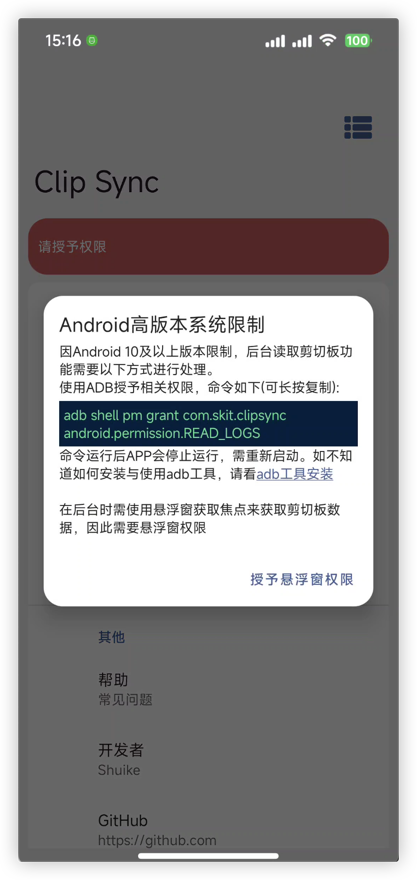 15:16
100
Clip Sync
请授予权限
Android高版本系统限制
因Android 10及以上版本限制，后台读取剪切板功
能需要以下方式进行处理。
使用ADB授予相关权限，命令如下(可长按复制):
adb shell pm grant com.skit.clipsync
android.permission.READ_LOGS
命令运行后APP会停止运行，需重新启动。如不知
道如何安装与使用adb工具，请看adb工具安装
在后台时需使用悬浮窗获取焦点来获取剪切板数
据，因此需要悬浮窗权限
授予悬浮窗权限
其他
帮助
常见问题
开发者
Shuike
GitHub
https://github.com